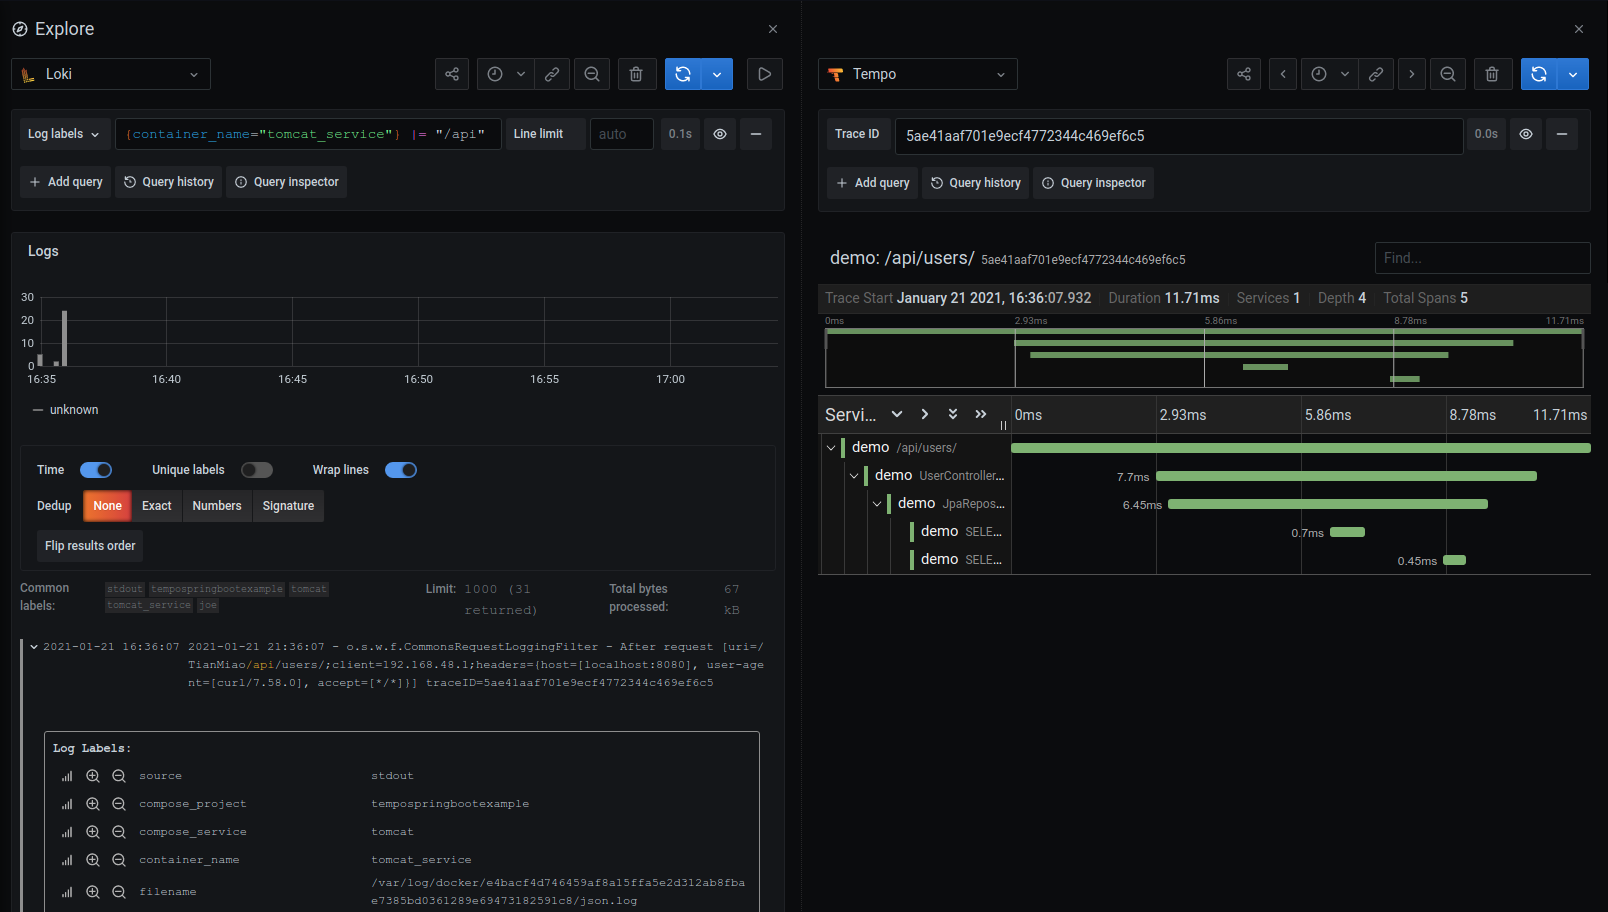 Explore
Loki
Log labels {container_name="tomcat_service"} |= "/api" Line limit auto 0.1s
Add query Query history Query inspector
Logs
30
20
10
0
16:35 16:40 16:45 16:50 16:55 17:00
unknown
Time Unique labels Wrap lines
Dedup None Exact Numbers Signature
Flip results order
Common labels: stdout tempospringbootexample tomcat
tomcat_service joe
Limit: 1000 (31
returned)
Total bytes
processed: 67
kB
2021-01-21 16:36:07 2021-01-21 21:36:07 - o.s.w.f.CommonsRequestLoggingFilter - After request [uri=/
TianMiao/api/users/;client=192.168.48.1;headers={host=[localhost:8080], user-age
nt=[curl/7.58.0], accept=[*/*]}] traceID=5ae41aaf701e9ecf4772344c469ef6c5
Log Labels:
source stdout
compose_project tempospringbootexample
compose_service tomcat
container_name tomcat_service
filename /var/log/docker/e4bacf4d746459af8a15ffa5e2d312ab8fba
e7385bd0361289e69473182591c8/json.log
Tempo
Trace ID 5ae41aaf701e9ecf4772344c469ef6c5 0.0s
Add query Query history Query inspector
demo: /api/users/ 5ae41aaf701e9ecf4772344c469ef6c5 Find...
Trace Start January 21 2021, 16:36:07.932 Duration 11.71ms Services 1 Depth 4 Total Spans 5
0ms 2.93ms 5.86ms 8.78ms 11.71ms
Servi... 0ms 2.93ms 5.86ms 8.78ms 11.71ms
demo /api/users/
demo UserController... 7.7ms
demo JpaRepos... 6.45ms
demo SELE... 0.7ms
demo SELE... 0.45ms